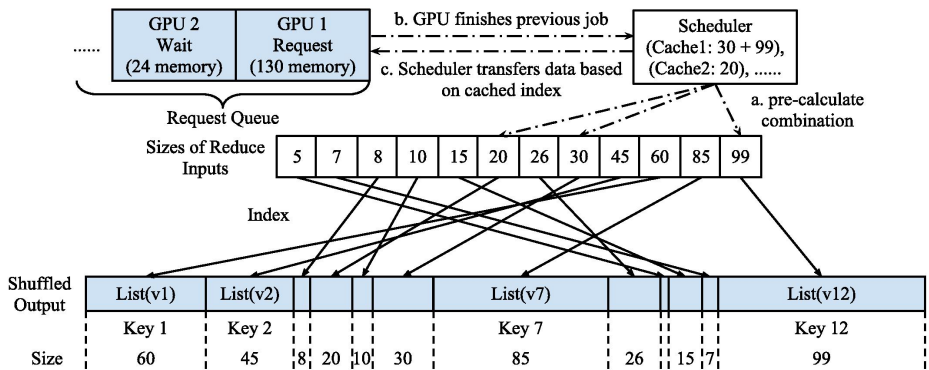 GPU 2
Wait
(24 memory)
GPU 1
Request
(130 memory)
......
Request Queue
b. GPU finishes previous job
c. Scheduler transfers data based
on cached index
Scheduler
(Cache1: 30 + 99),
(Cache2: 20), ......
a. pre-calculate
combination
Sizes of Reduce
Inputs
5 7 8 10 15 20 26 30 45 60 85 99
Index
Shuffled
Output
List(v1) List(v2) List(v7) List(v12)
Key 1 Key 2 Key 7 Key 12
Size 60 45 8 20 10 30 85 26 15 7 99